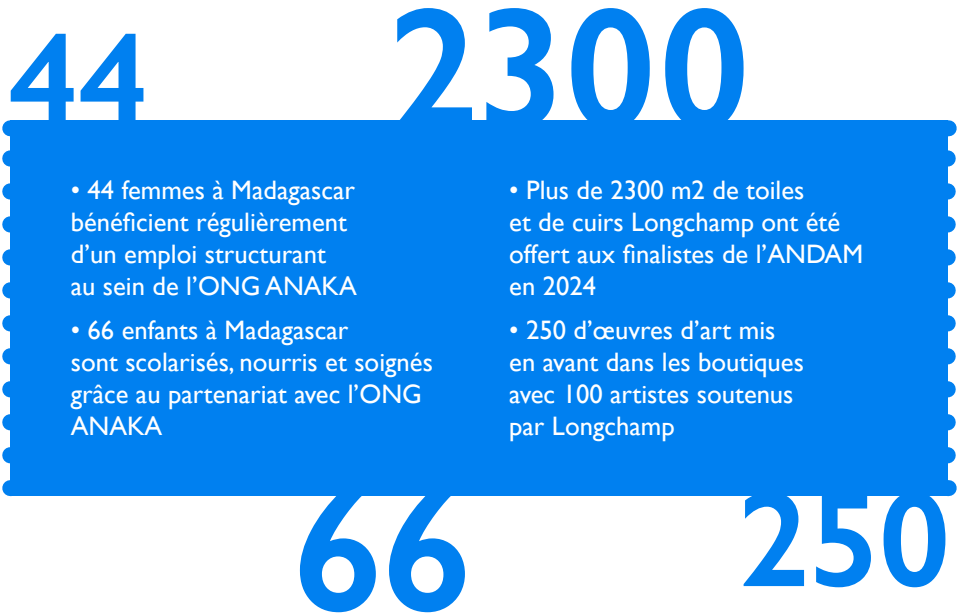 44
2300
• 44 femmes à Madagascar
bénéficient régulièrement
d’un emploi structurant
au sein de l’ONG ANAKA
• 66 enfants à Madagascar
sont scolarisés, nourris et soignés
grâce au partenariat avec l’ONG
ANAKA
• Plus de 2300 m2 de toiles
et de cuirs Longchamp ont été
offert aux finalistes de l’ANDAM
en 2024
• 250 d’œuvres d’art mis
en avant dans les boutiques
avec 100 artistes soutenus
par Longchamp
66
250